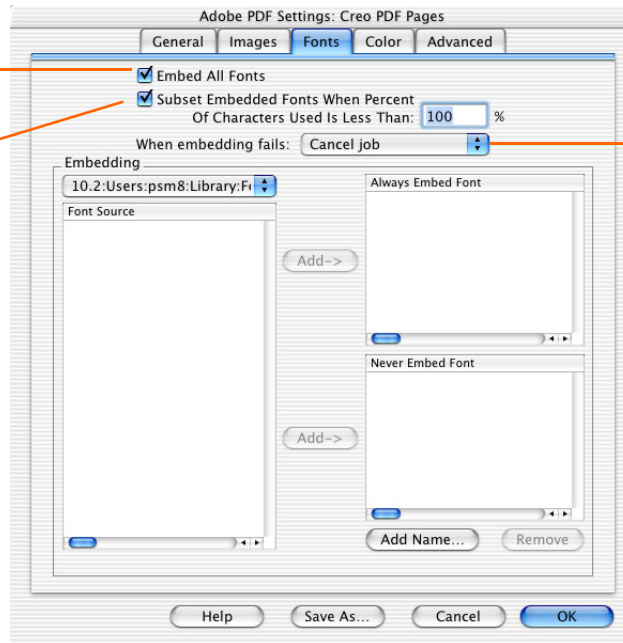 Adobe PDF Settings: Creo PDF Pages
General Images Fonts Color Advanced
Embed All Fonts
Subset Embedded Fonts When Percent
Of Characters Used Is Less Than: 100 %
When embedding fails: Cancel job
Embedding
10.2:Users:psm8:Library:F
Always Embed Font
Font Source
Add->
Never Embed Font
Add->
Add Name... Remove
Help Save As... Cancel OK